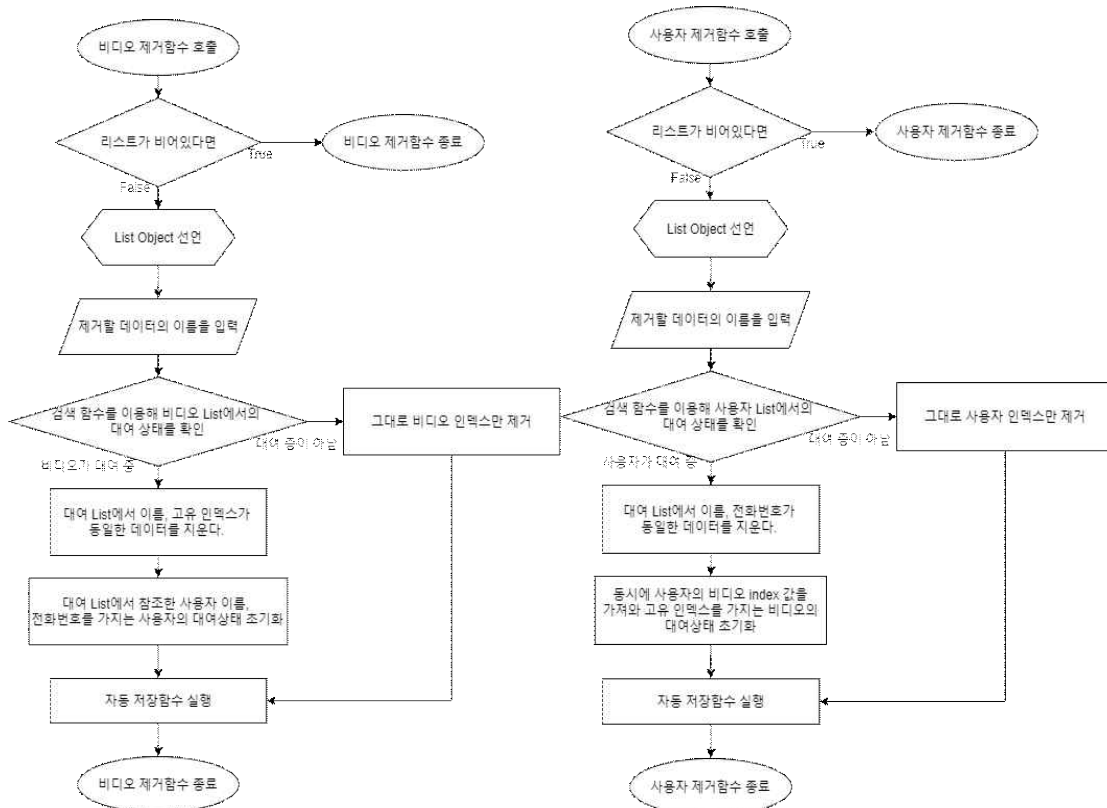 비디오 제거함수 호출
리스트가 비어있다면
True
비디오 제거함수 종료
False
List Object 선언
제거할 데이터의 이름을 입력
검색 함수를 이용해 비디오 List에서의
대여 상태를 확인
대여 중이 아님
그대로 비디오 인덱스만 제거
비디오가 대여 중
대여 List에서 이름, 고유 인덱스가
동일한 데이터를 지운다.
대여 List에서 참조한 사용자 이름,
전화번호를 가지는 사용자의 대여상태 초기화
자동 저장함수 실행
비디오 제거함수 종료
사용자 제거함수 호출
리스트가 비어있다면
True
사용자 제거함수 종료
False
List Object 선언
제거할 데이터의 이름을 입력
검색 함수를 이용해 사용자 List에서의
대여 상태를 확인
대여 중이 아님
그대로 사용자 인덱스만 제거
사용자가 대여 중
대여 List에서 이름, 전화번호가
동일한 데이터를 지운다.
동시에 사용자의 비디오 index 값을
가져와 고유 인덱스를 가지는 비디오의
대여상태 초기화
자동 저장함수 실행
사용자 제거함수 종료